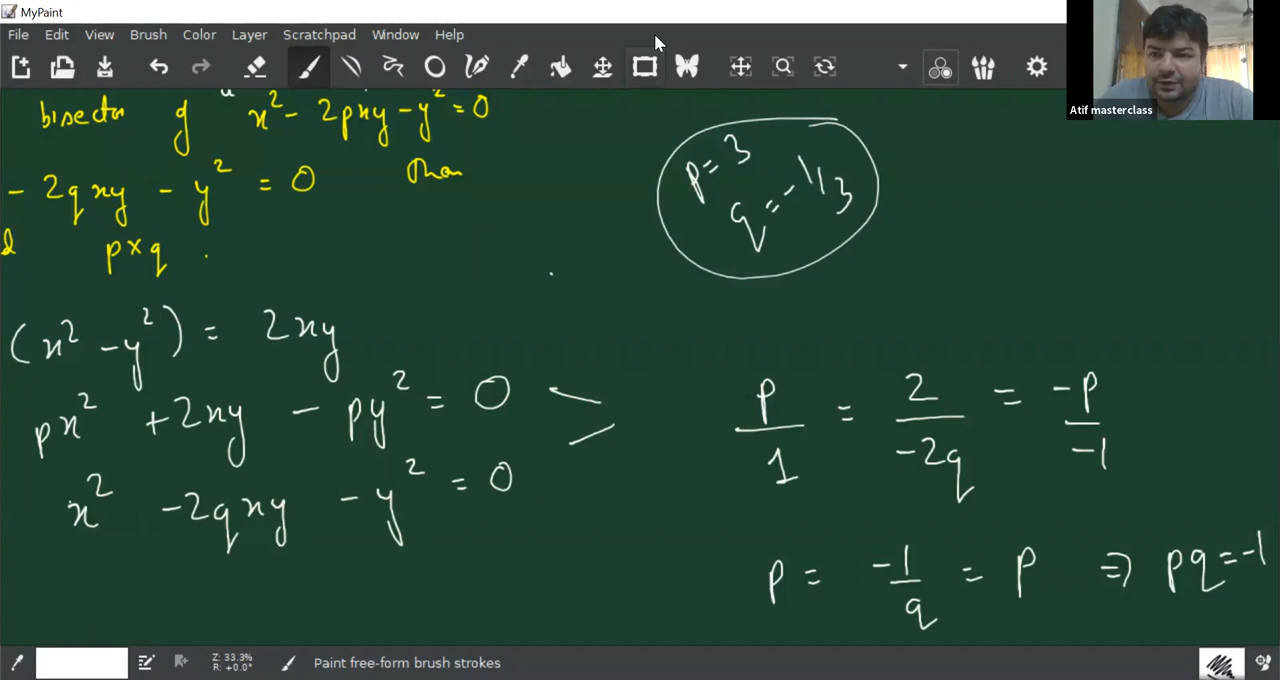 MyPaint
File Edit View Brush Color Layer Scratchpad Window Help
Atif masterclass
bisector of x² - 2pxy - y² = 0
- 2qxy - y² = 0 then
p×q .
p = 3
q = -1/3
(x² - y²) = 2xy
px² + 2xy - py² = 0
x² - 2qxy - y² = 0
p/1 = 2/-2q = -p/-1
p = -1/q = p ⇒ pq = -1
Z: 33.3%
R: +0.0°
Paint free-form brush strokes